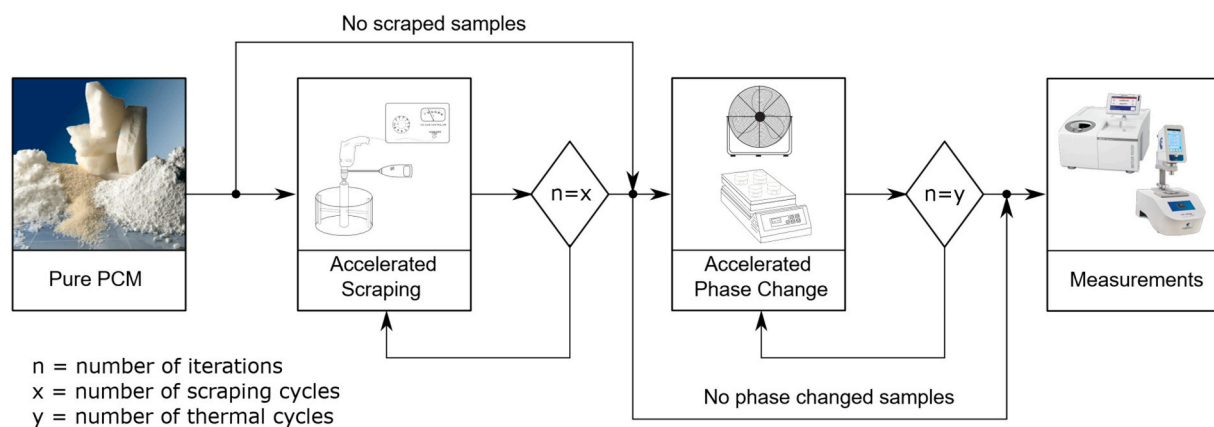 No scraped samples
n=x
n=y
Pure PCM
Accelerated
Scraping
Accelerated
Phase Change
Measurements
n = number of iterations
x = number of scraping cycles
y = number of thermal cycles
No phase changed samples